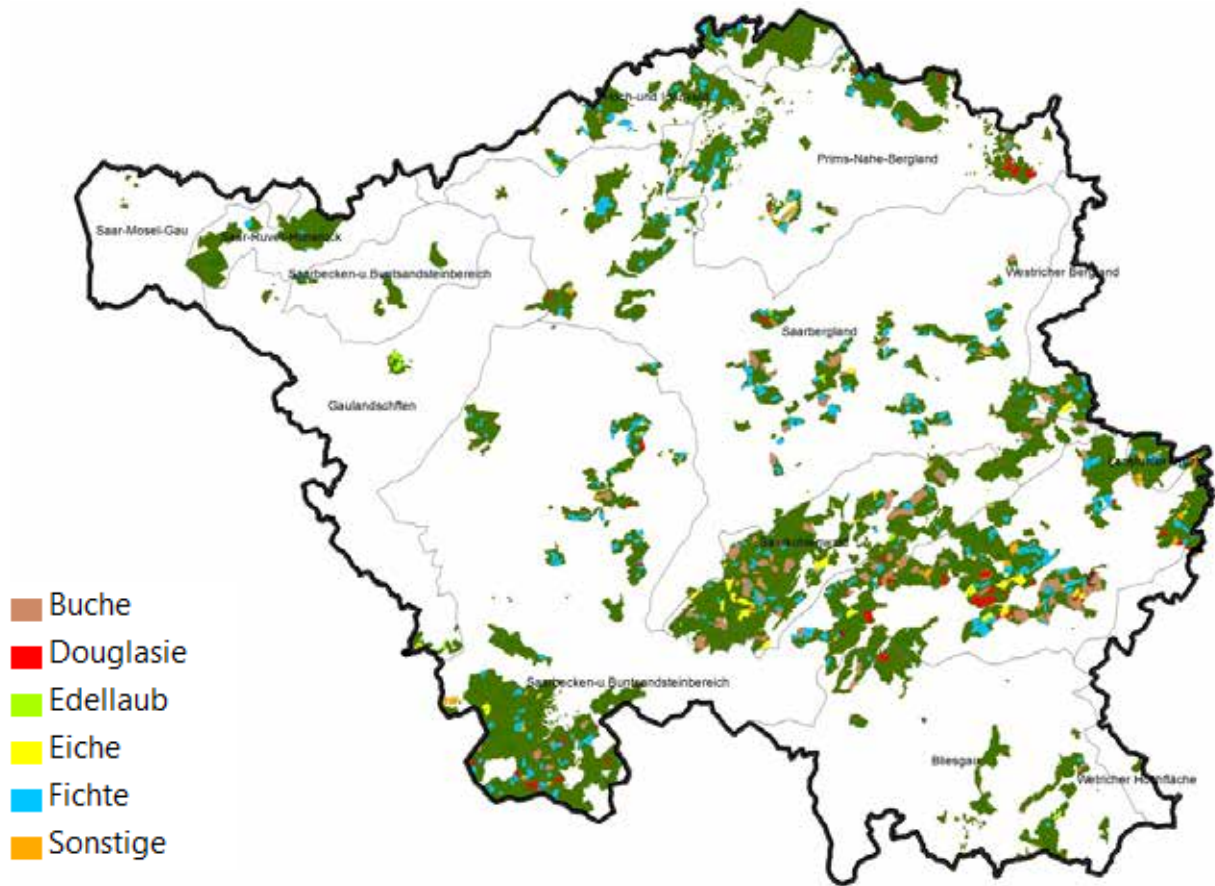 Prims-Nahe-Bergland
Saar-Mosel-Gau
Saarbecken-u.Buntsandsteinbereich
Westricher Bergland
Saarbergland
Gaulandschften
Saarbecken-u.Buntsandsteinbereich
Bliesgau
Buche
Douglasie
Edellaub
Eiche
Fichte
Sonstige